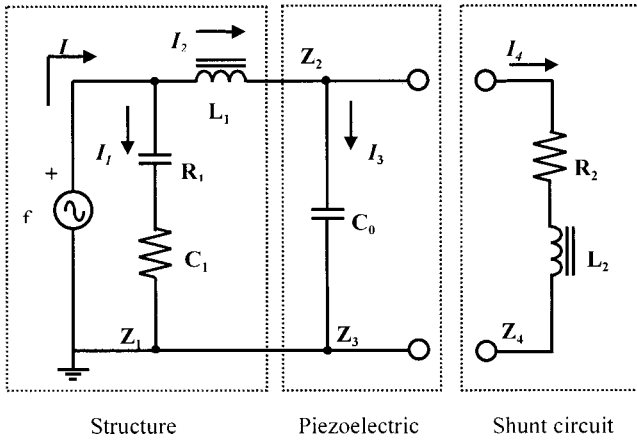 I
I₂
Z₂
I₄
L₁
I₁
R₁
I₃
R₂
+
f
C₀
C₁
L₂
Z₁
Z₃
Z₄
Structure
Piezoelectric
Shunt circuit